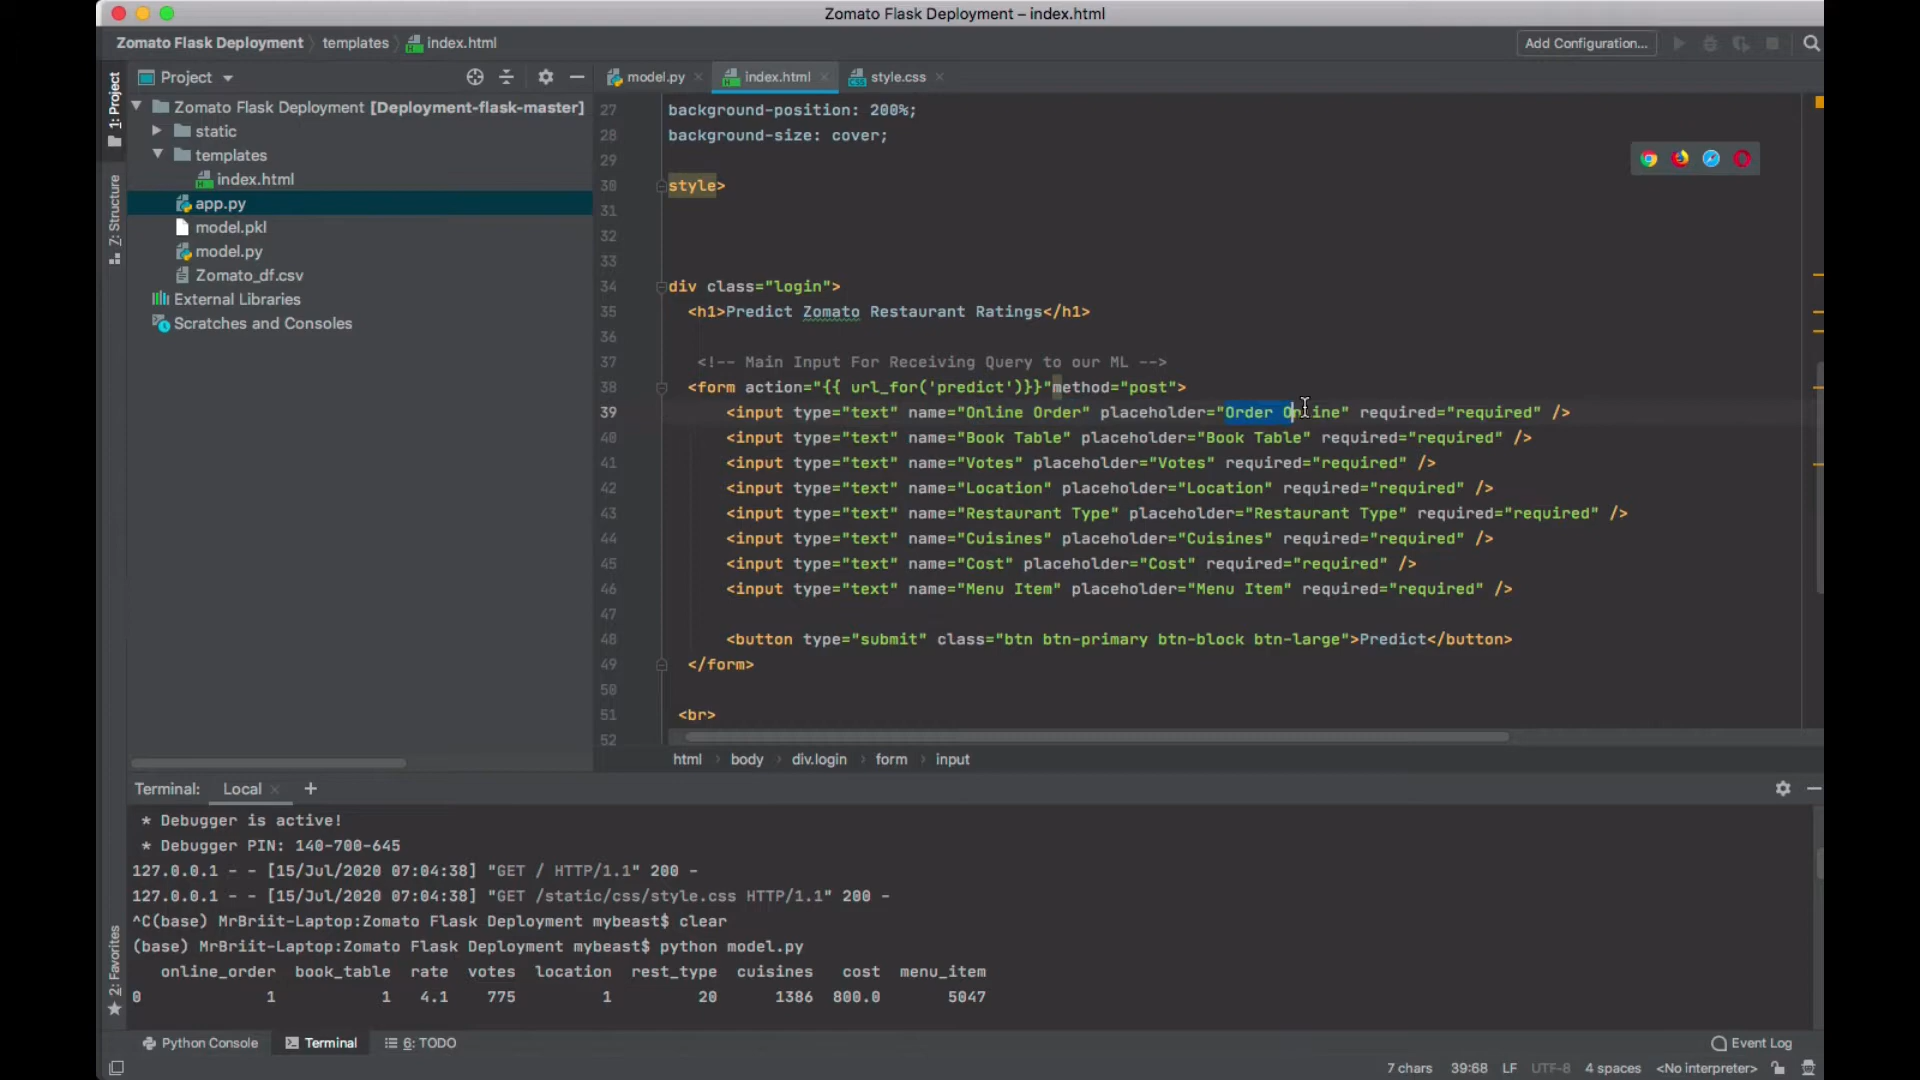 Zomato Flask Deployment – index.html
Zomato Flask Deployment templates index.html
Add Configuration...
1: Project
Z: Structure
2: Favorites
Project
Zomato Flask Deployment [Deployment-flask-master]
static
templates
index.html
app.py
model.pkl
model.py
Zomato_df.csv
External Libraries
Scratches and Consoles
model.py index.html style.css
27 background-position: 200%;
28 background-size: cover;
29
30 style>
31
32
33
34 div class="login">
35 <h1>Predict Zomato Restaurant Ratings</h1>
36
37 <!-- Main Input For Receiving Query to our ML -->
38 <form action="{{ url_for('predict')}}"method="post">
39 <input type="text" name="Online Order" placeholder="Order Online" required="required" />
40 <input type="text" name="Book Table" placeholder="Book Table" required="required" />
41 <input type="text" name="Votes" placeholder="Votes" required="required" />
42 <input type="text" name="Location" placeholder="Location" required="required" />
43 <input type="text" name="Restaurant Type" placeholder="Restaurant Type" required="required" />
44 <input type="text" name="Cuisines" placeholder="Cuisines" required="required" />
45 <input type="text" name="Cost" placeholder="Cost" required="required" />
46 <input type="text" name="Menu Item" placeholder="Menu Item" required="required" />
47
48 <button type="submit" class="btn btn-primary btn-block btn-large">Predict</button>
49 </form>
50
51 <br>
52
html body div.login form input
Terminal: Local +
* Debugger is active!
* Debugger PIN: 140-700-645
127.0.0.1 - - [15/Jul/2020 07:04:38] "GET / HTTP/1.1" 200 -
127.0.0.1 - - [15/Jul/2020 07:04:38] "GET /static/css/style.css HTTP/1.1" 200 -
^C(base) MrBriit-Laptop:Zomato Flask Deployment mybeast$ clear
(base) MrBriit-Laptop:Zomato Flask Deployment mybeast$ python model.py
online_order book_table rate votes location rest_type cuisines cost menu_item
0 1 1 4.1 775 1 20 1386 800.0 5047
Python Console Terminal 6: TODO Event Log
7 chars 39:68 LF UTF-8 4 spaces <No interpreter>